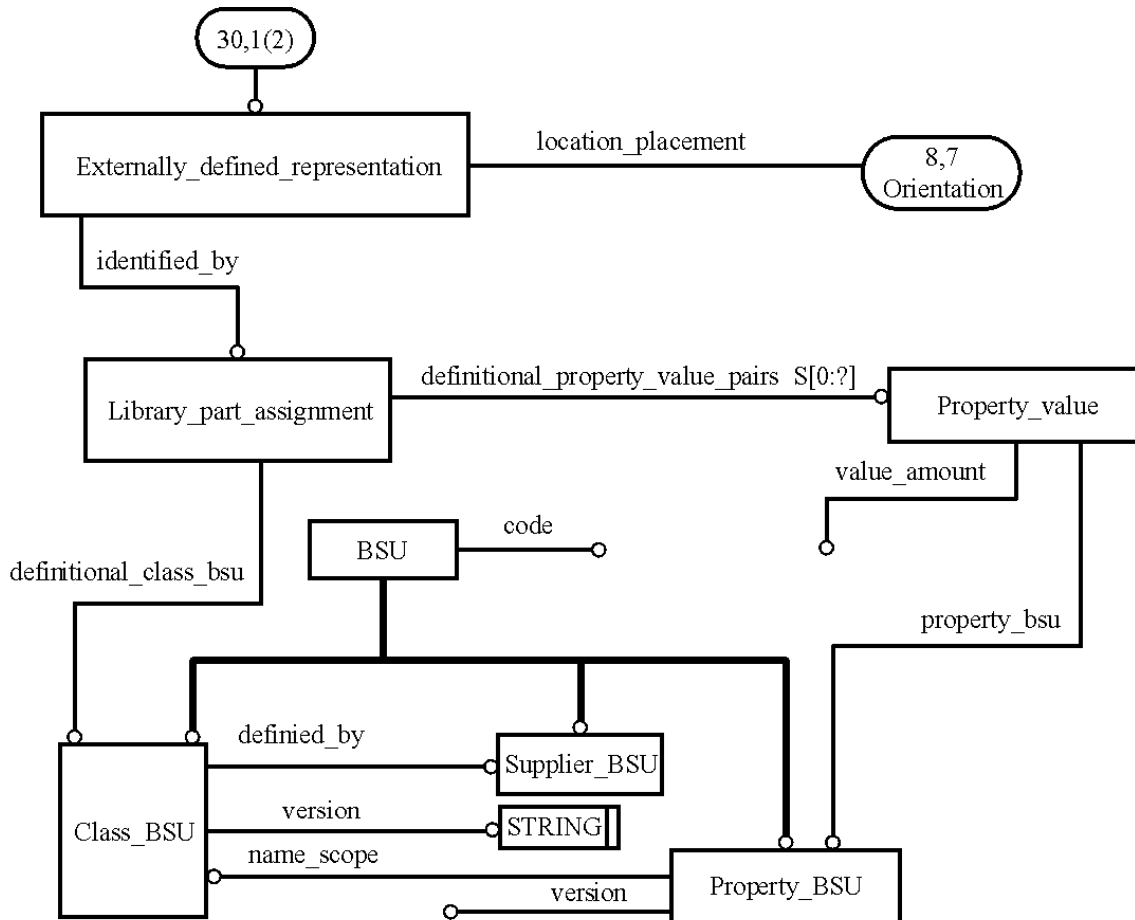 30,1(2)
Externally_defined_representation
location_placement
8,7
Orientation
identified_by
Library_part_assignment
definitional_property_value_pairs S[0:?]
Property_value
value_amount
BSU
code
definitional_class_bsu
property_bsu
definied_by
Supplier_BSU
version
STRING
Class_BSU
name_scope
version
Property_BSU